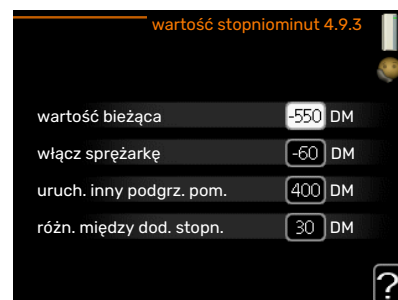 wartość stopniominut 4.9.3
wartość bieżąca -550 DM
włącz sprężarkę -60 DM
uruch. inny podgrz. pom. 400 DM
różn. między dod. stopn. 30 DM
?